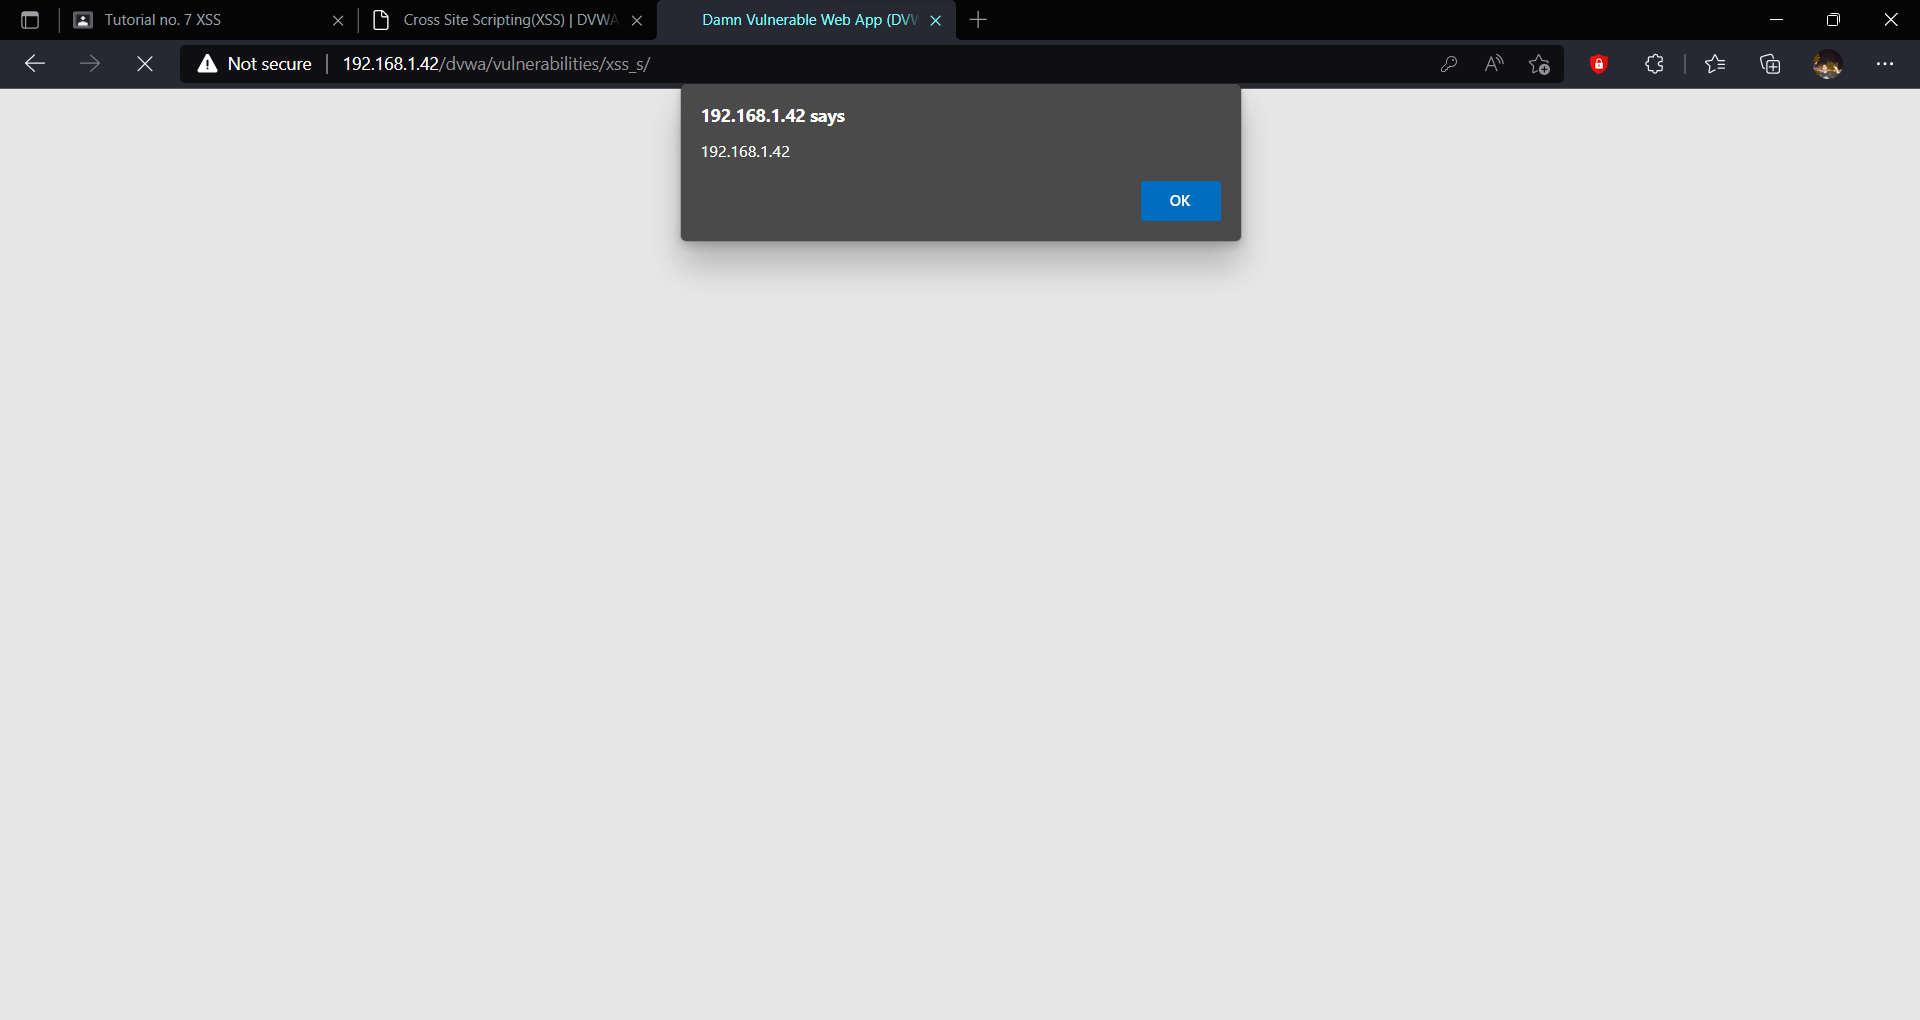 Tutorial no. 7 XSS
Cross Site Scripting(XSS) | DVWA
Damn Vulnerable Web App (DVW
Not secure
192.168.1.42/dvwa/vulnerabilities/xss_s/
192.168.1.42 says
192.168.1.42
OK